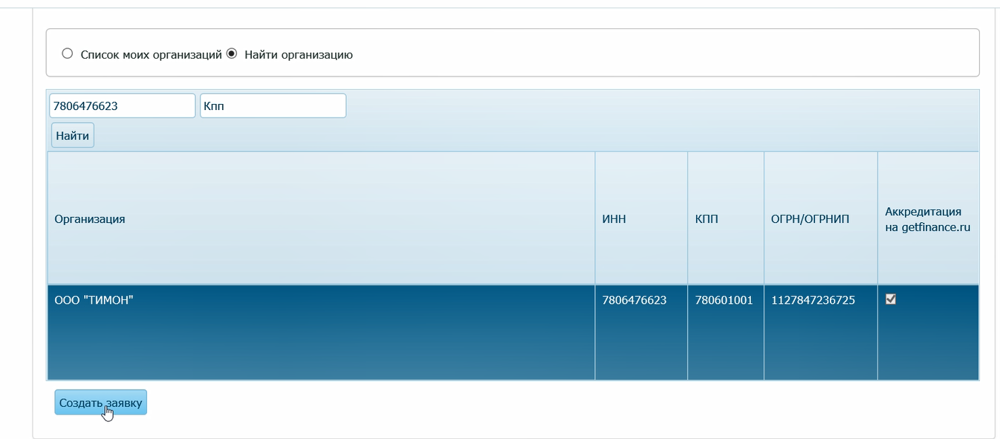 Список моих организаций Найти организацию
7806476623 Кпп
Найти
Организация ИНН КПП ОГРН/ОГРНИП Аккредитация
на getfinance.ru
ООО "ТИМОН" 7806476623 780601001 1127847236725
Создать заявку